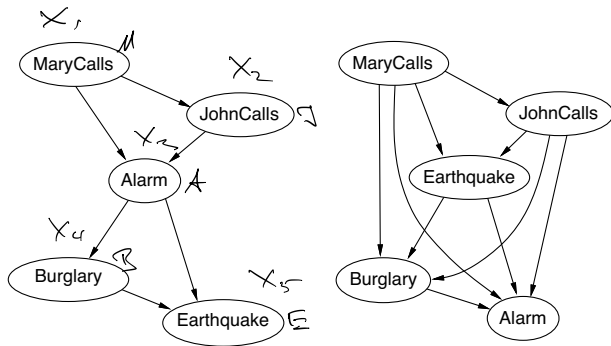 X₁
MaryCalls M
X₂
JohnCalls J
X₃
Alarm A
X₄
Burglary B
X₅
Earthquake E
MaryCalls
JohnCalls
Earthquake
Burglary
Alarm